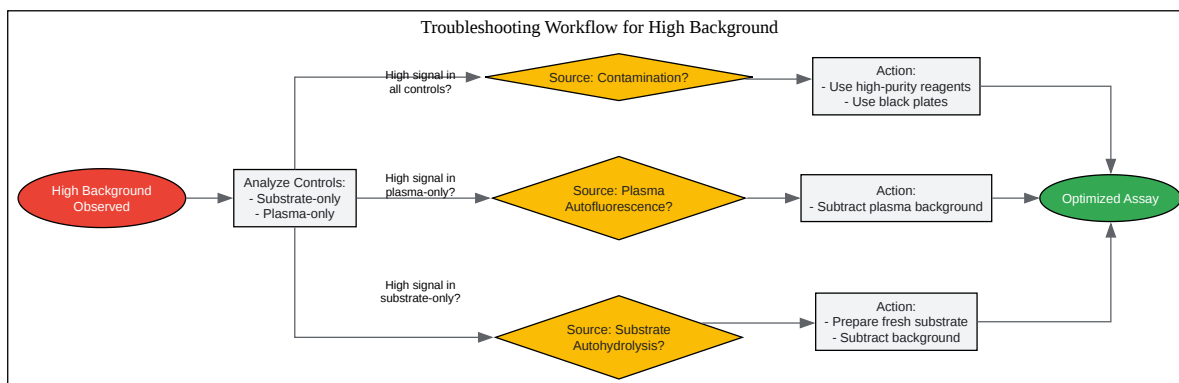 Troubleshooting Workflow for High Background
High Background
Observed
Analyze Controls:
- Substrate-only
- Plasma-only
High signal in
all controls?
Source: Contamination?
Action:
- Use high-purity reagents
- Use black plates
High signal in
plasma-only?
Source: Plasma
Autofluorescence?
Action:
- Subtract plasma background
Optimized Assay
High signal in
substrate-only?
Source: Substrate
Autohydrolysis?
Action:
- Prepare fresh substrate
- Subtract background